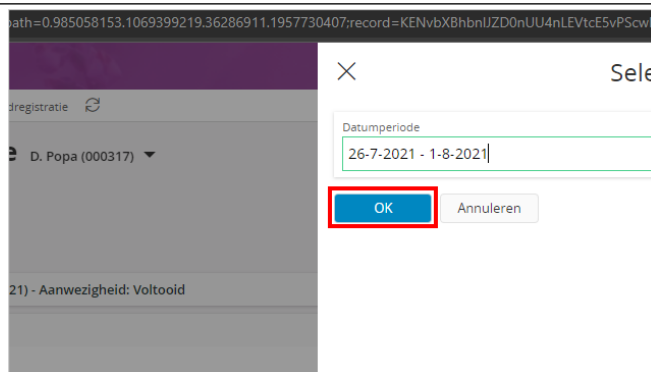 path=0.985058153.1069399219.36286911.1957730407;record=KENvbXBhbnlJZD0nUU4nLEVtcE5vPScw
Sele
dregistratie
Datumperiode
e D. Popa (000317)
26-7-2021 - 1-8-2021
OK Annuleren
21) - Aanwezigheid: Voltooid